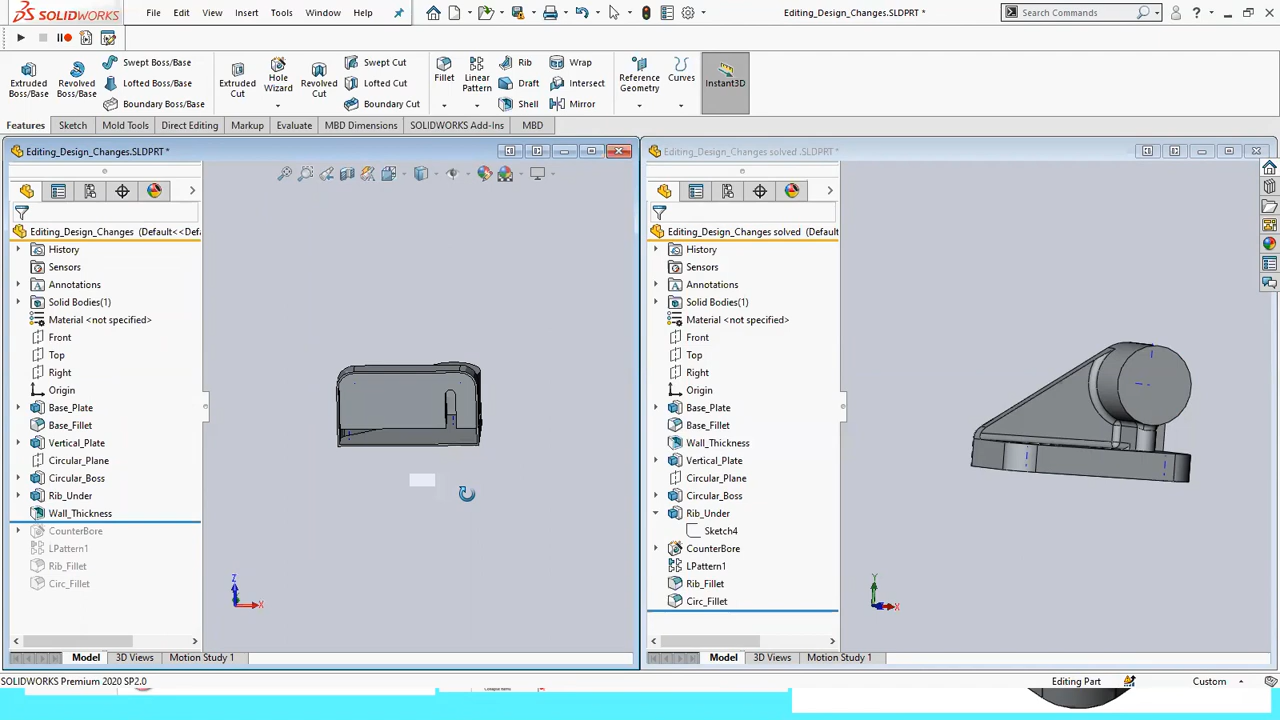 SOLIDWORKS File Edit View Insert Tools Window Help Editing_Design_Changes.SLDPRT * Search Commands
Extruded Boss/Base Revolved Boss/Base Swept Boss/Base Lofted Boss/Base Boundary Boss/Base Extruded Cut Hole Wizard Revolved Cut Swept Cut Lofted Cut Boundary Cut Fillet Linear Pattern Rib Draft Shell Wrap Intersect Mirror Reference Geometry Curves Instant3D
Features Sketch Mold Tools Direct Editing Markup Evaluate MBD Dimensions SOLIDWORKS Add-Ins MBD
Editing_Design_Changes.SLDPRT *
Editing_Design_Changes (Default<<Def
History
Sensors
Annotations
Solid Bodies(1)
Material <not specified>
Front
Top
Right
Origin
Base_Plate
Base_Fillet
Vertical_Plate
Circular_Plane
Circular_Boss
Rib_Under
Wall_Thickness
CounterBore
LPattern1
Rib_Fillet
Circ_Fillet
Z
X
Model 3D Views Motion Study 1
Editing_Design_Changes solved .SLDPRT *
Editing_Design_Changes solved (Default
History
Sensors
Annotations
Solid Bodies(1)
Material <not specified>
Front
Top
Right
Origin
Base_Plate
Base_Fillet
Wall_Thickness
Vertical_Plate
Circular_Plane
Circular_Boss
Rib_Under
Sketch4
CounterBore
LPattern1
Rib_Fillet
Circ_Fillet
Y
X
Model 3D Views Motion Study 1
SOLIDWORKS Premium 2020 SP2.0 Editing Part Custom